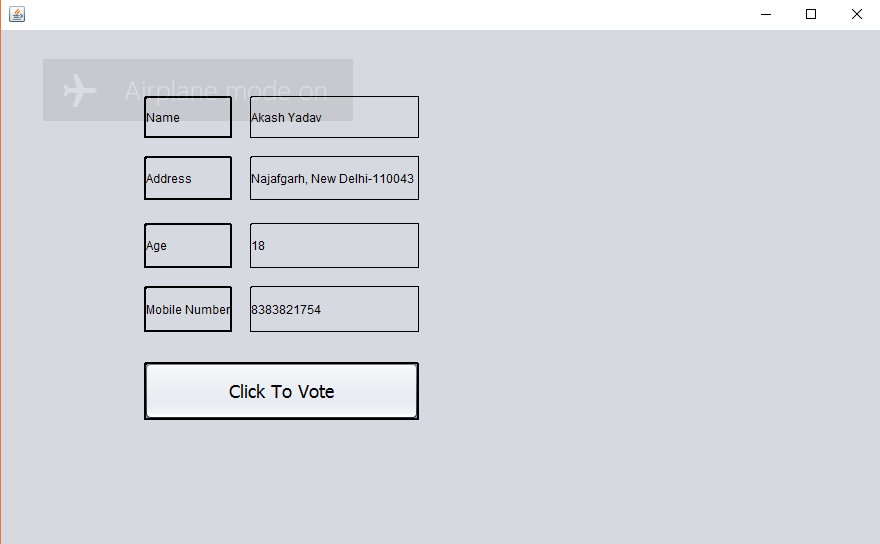 Airplane mode on
Name Akash Yadav
Address Najafgarh, New Delhi-110043
Age 18
Mobile Number 8383821754
Click To Vote